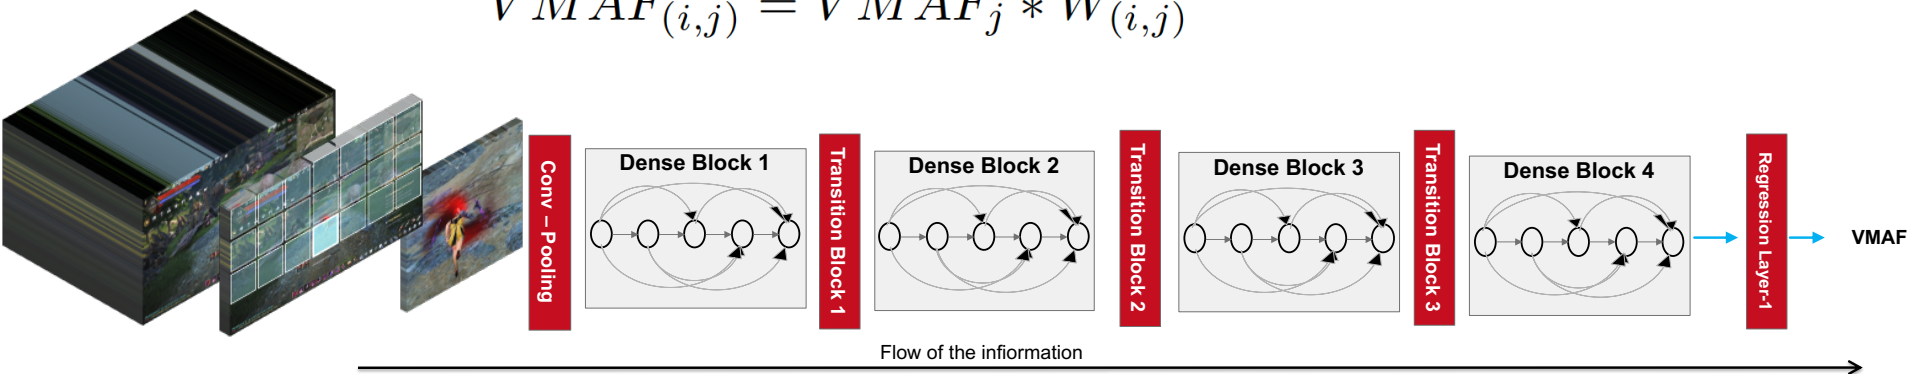 VMAF(i,j) = VMAFj * W(i,j)
Conv – Pooling
Dense Block 1
Transition Block 1
Dense Block 2
Transition Block 2
Dense Block 3
Transition Block 3
Dense Block 4
Regression Layer-1
VMAF
Flow of the infiormation